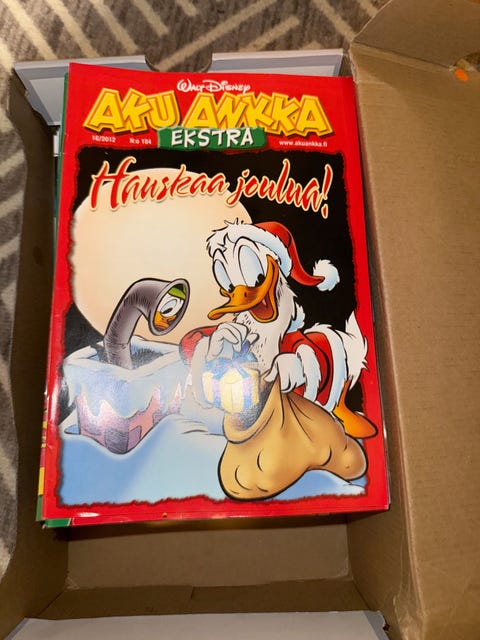 WALT DISNEY
AKU ANKKA
EKSTRA
16/2012 N:o 184 www.akuankka.fi
Hauskaa joulua!